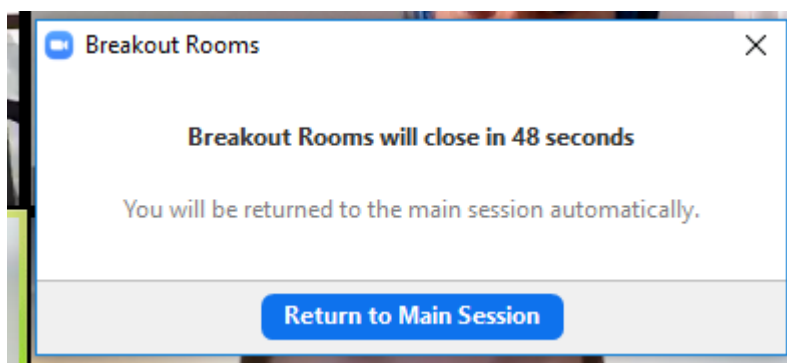 Breakout Rooms
Breakout Rooms will close in 48 seconds
You will be returned to the main session automatically.
Return to Main Session